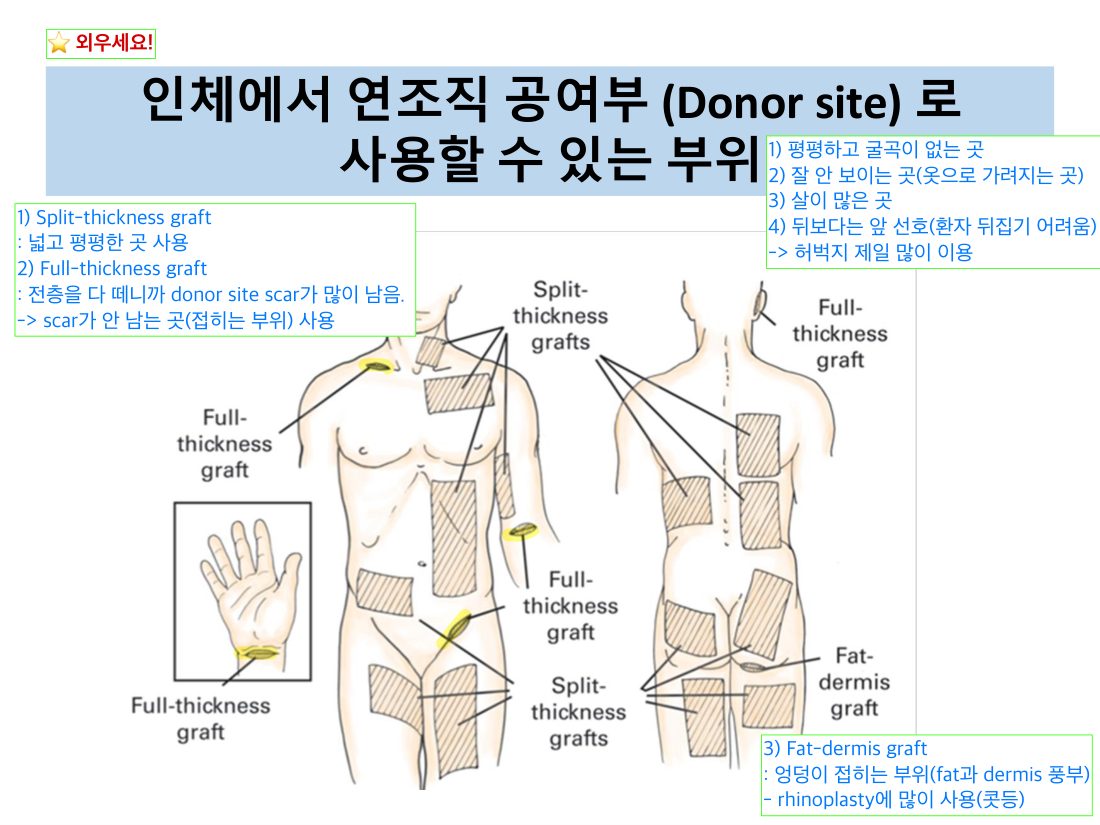 ⭐ 외우세요!
인체에서 연조직 공여부 (Donor site) 로
사용할 수 있는 부위
1) 평평하고 굴곡이 없는 곳
2) 잘 안 보이는 곳(옷으로 가려지는 곳)
3) 살이 많은 곳
4) 뒤보다는 앞 선호(환자 뒤집기 어려움)
-> 허벅지 제일 많이 이용
1) Split-thickness graft
: 넓고 평평한 곳 사용
2) Full-thickness graft
: 전층을 다 떼니까 donor site scar가 많이 남음.
-> scar가 안 남는 곳(접히는 부위) 사용
Split-
thickness
grafts
Full-
thickness
graft
Full-
thickness
graft
Full-
thickness
graft
Full-thickness
graft
Split-
thickness
grafts
Fat-
dermis
graft
3) Fat-dermis graft
: 엉덩이 접히는 부위(fat과 dermis 풍부)
- rhinoplasty에 많이 사용(콧등)